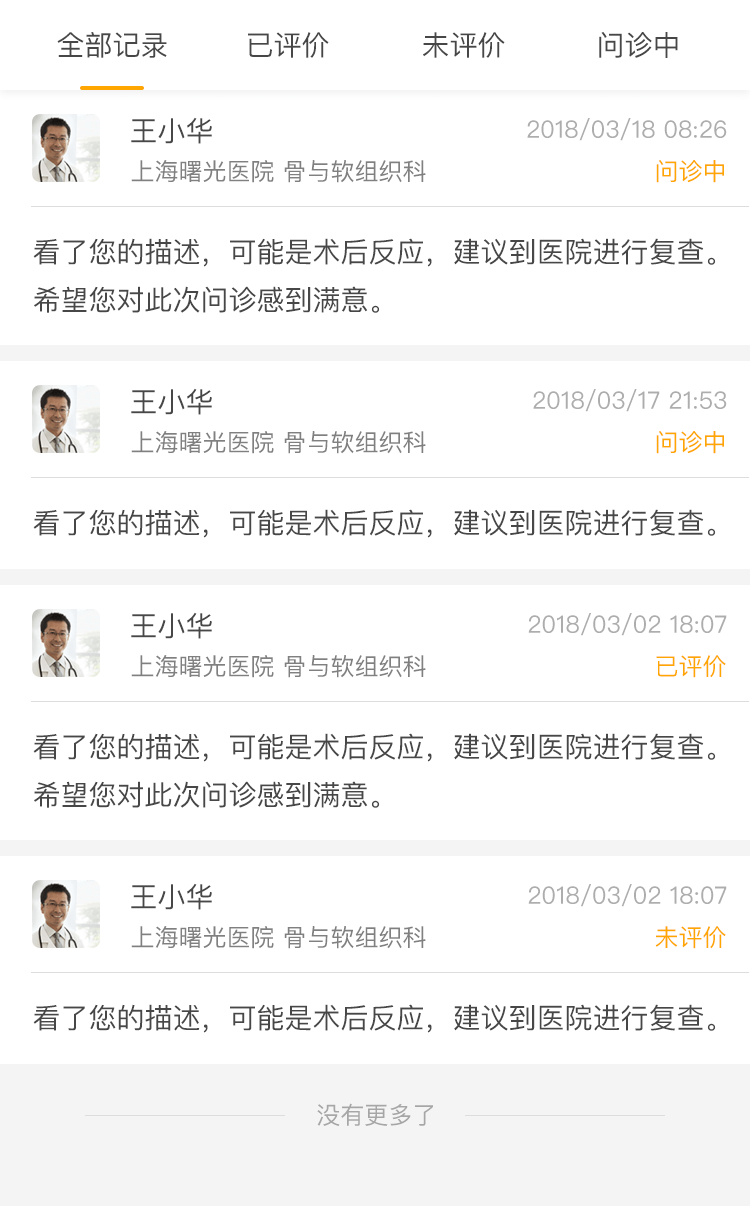 全部记录 已评价 未评价 问诊中
王小华 2018/03/18 08:26
上海曙光医院 骨与软组织科 问诊中
看了您的描述，可能是术后反应，建议到医院进行复查。
希望您对此次问诊感到满意。
王小华 2018/03/17 21:53
上海曙光医院 骨与软组织科 问诊中
看了您的描述，可能是术后反应，建议到医院进行复查。
王小华 2018/03/02 18:07
上海曙光医院 骨与软组织科 已评价
看了您的描述，可能是术后反应，建议到医院进行复查。
希望您对此次问诊感到满意。
王小华 2018/03/02 18:07
上海曙光医院 骨与软组织科 未评价
看了您的描述，可能是术后反应，建议到医院进行复查。
没有更多了